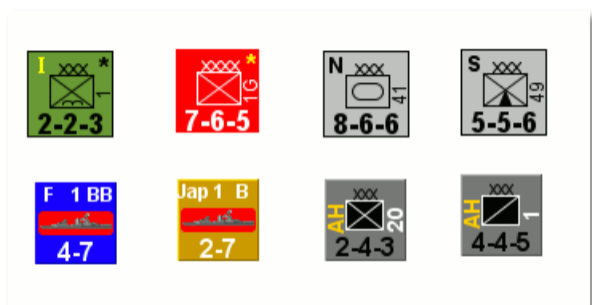 I XXX *
1
2-2-3
XXXX *
1G
7-6-5
N XXX
41
8-6-6
S XXX
49
5-5-6
F 1 BB
4-7
Jap 1 B
2-7
XXX
AH
20
2-4-3
XXX
AH
1
4-4-5